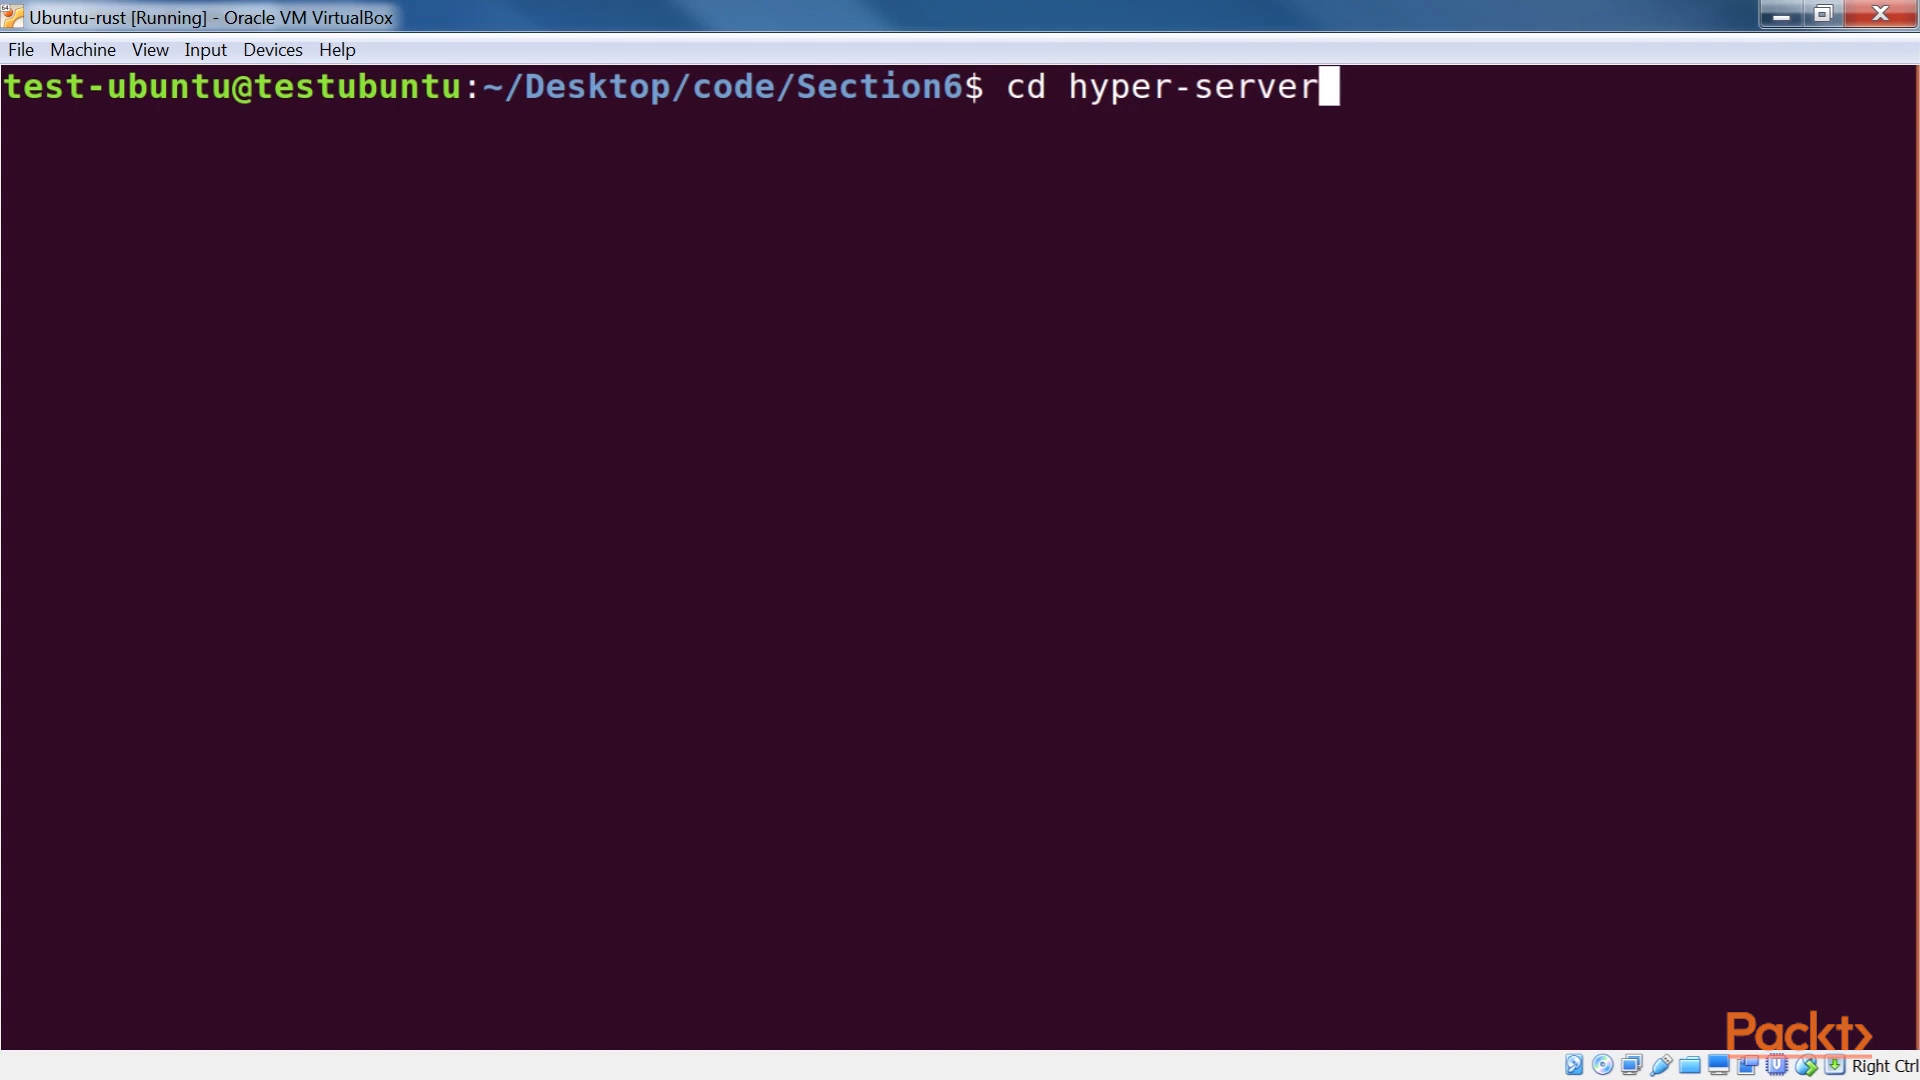 Ubuntu-rust [Running] - Oracle VM VirtualBox
File Machine View Input Devices Help
test-ubuntu@testubuntu:~/Desktop/code/Section6$ cd hyper-server
Packt>
Right Ctrl